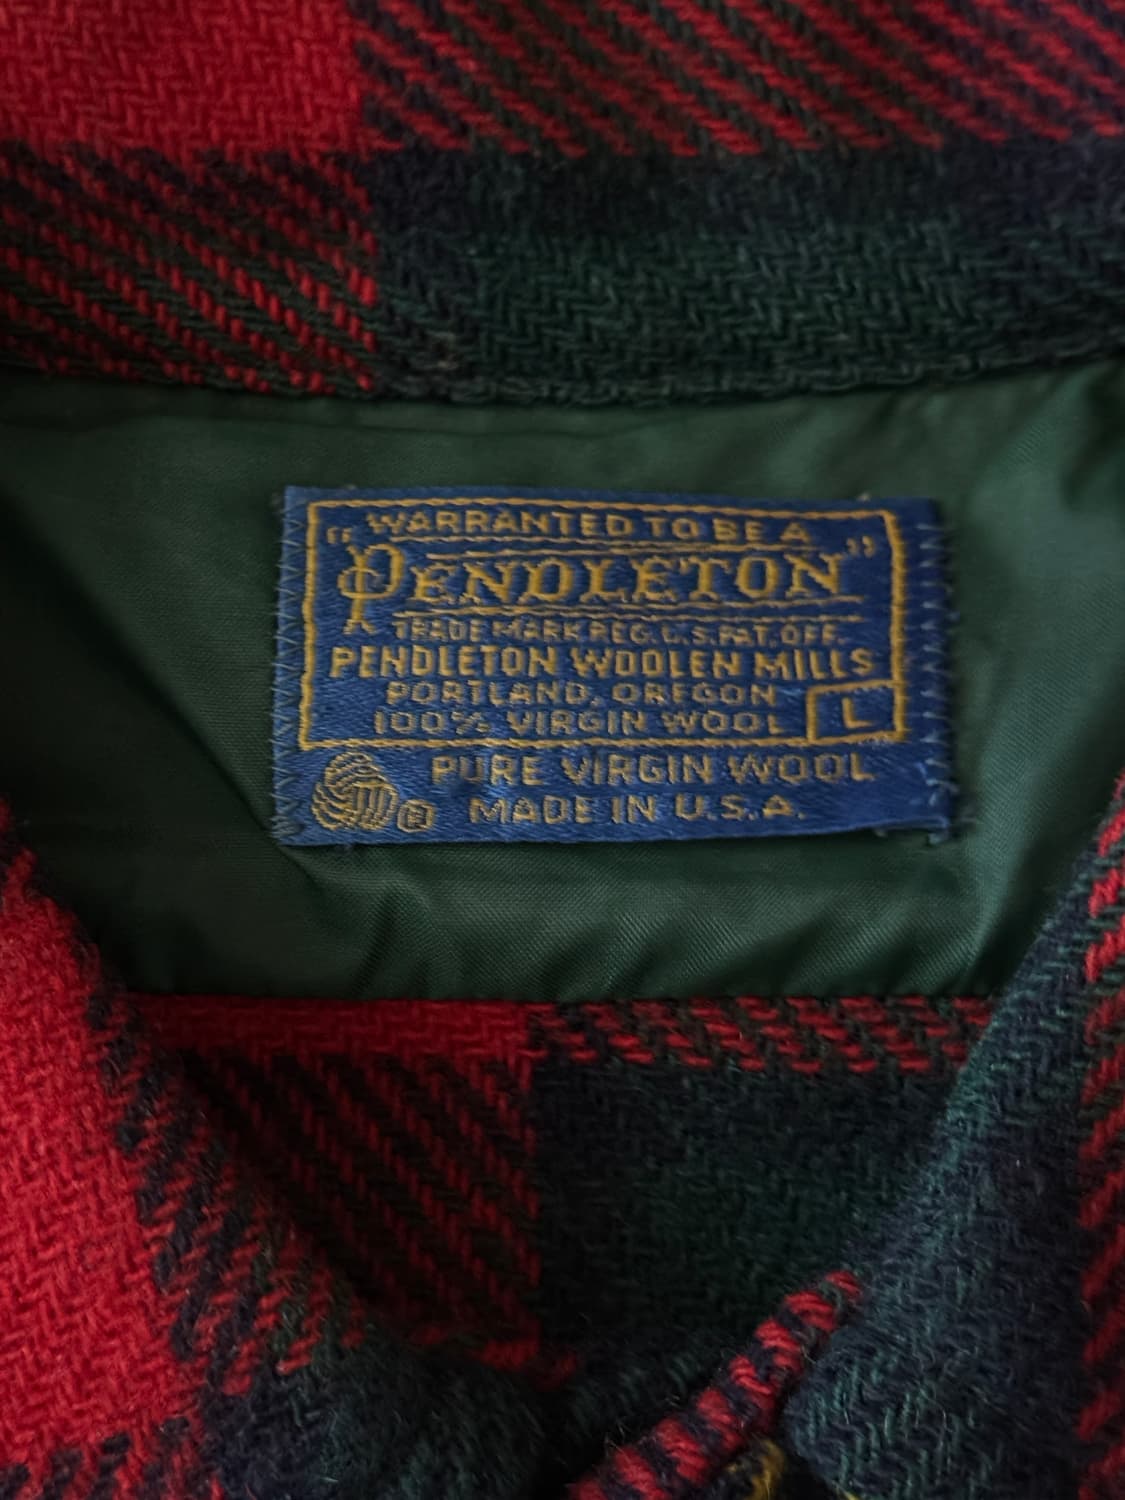 WARRANTED TO BE A
"PENDLETON"
TRADE MARK REG. U.S. PAT. OFF.
PENDLETON WOOLEN MILLS
PORTLAND, OREGON
100% VIRGIN WOOL L
PURE VIRGIN WOOL
R MADE IN U.S.A.